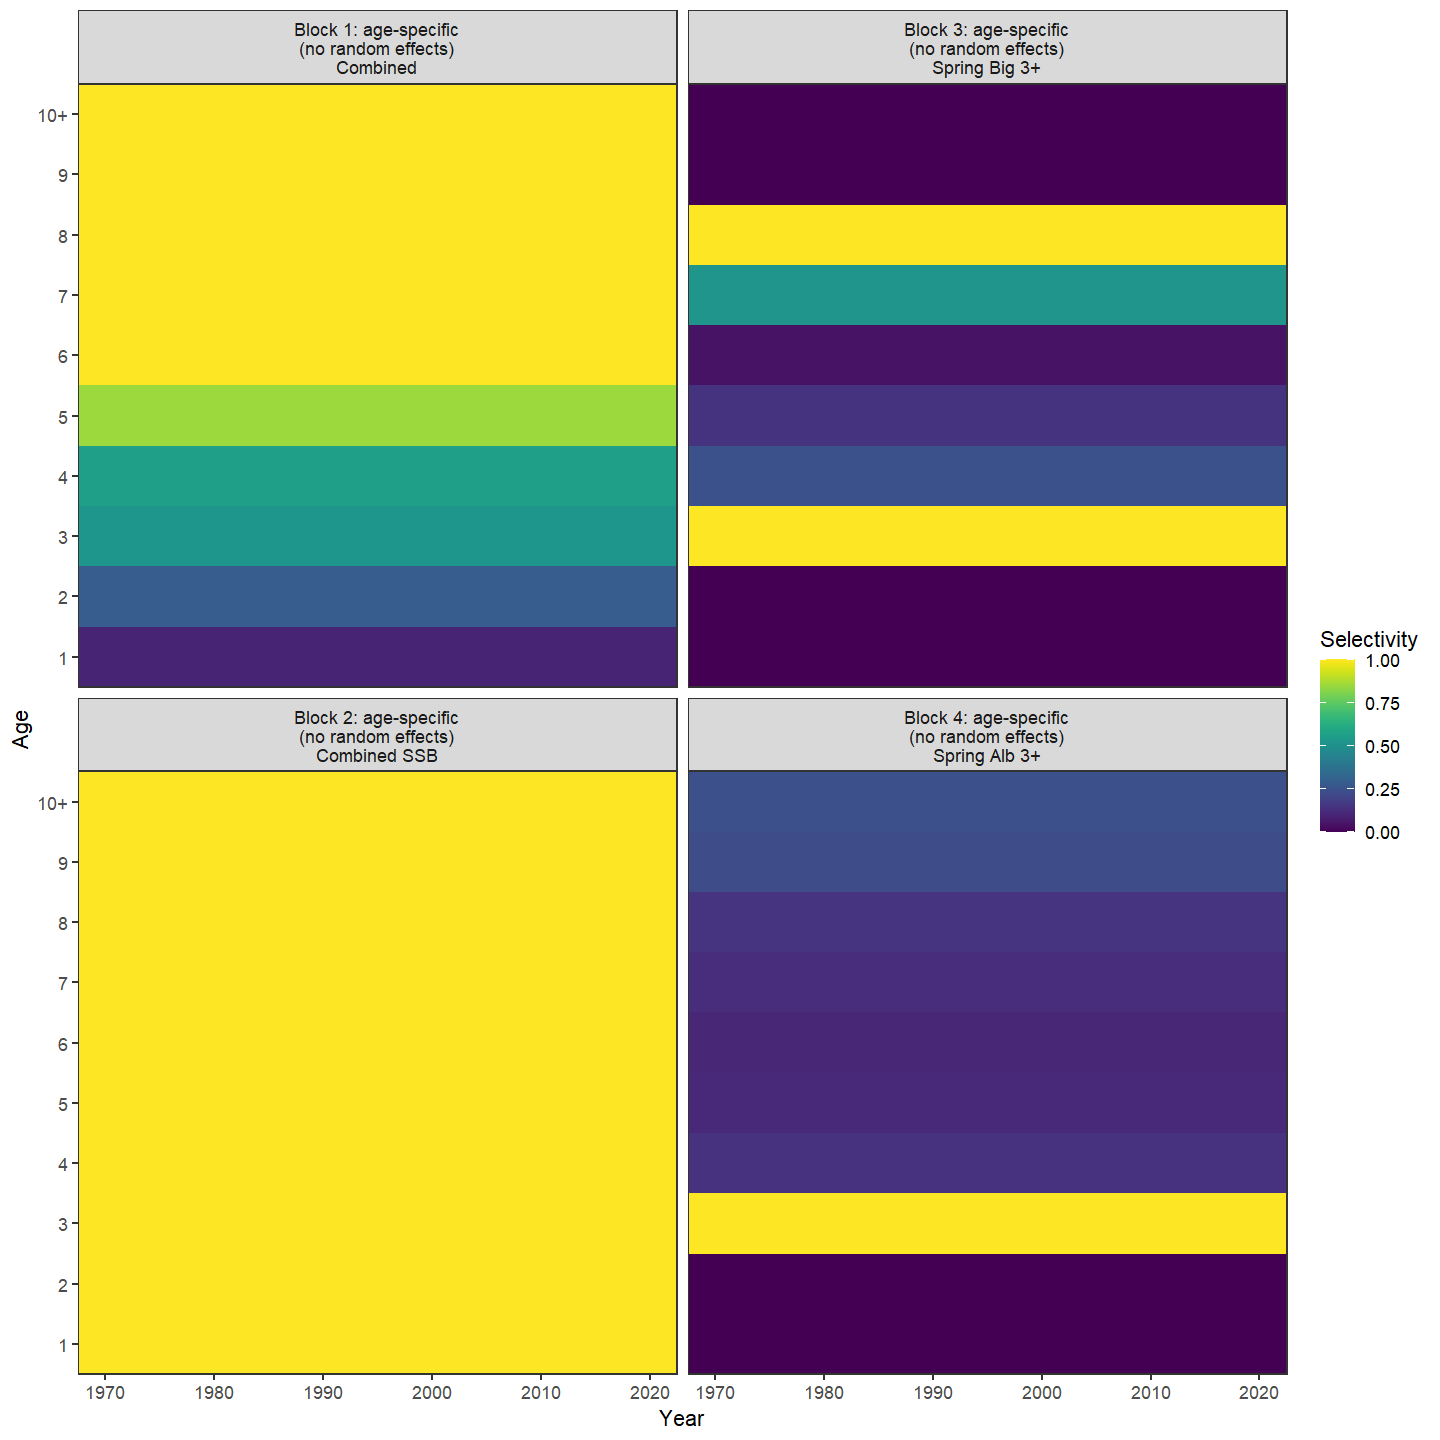 Block 1: age-specific
(no random effects)
Combined
Block 3: age-specific
(no random effects)
Spring Big 3+
10+
9
8
7
6
5
4
3
2
1
Block 2: age-specific
(no random effects)
Combined SSB
Block 4: age-specific
(no random effects)
Spring Alb 3+
10+
9
8
7
6
5
4
3
2
1
Age
1970 1980 1990 2000 2010 2020
1970 1980 1990 2000 2010 2020
Year
Selectivity
1.00
0.75
0.50
0.25
0.00